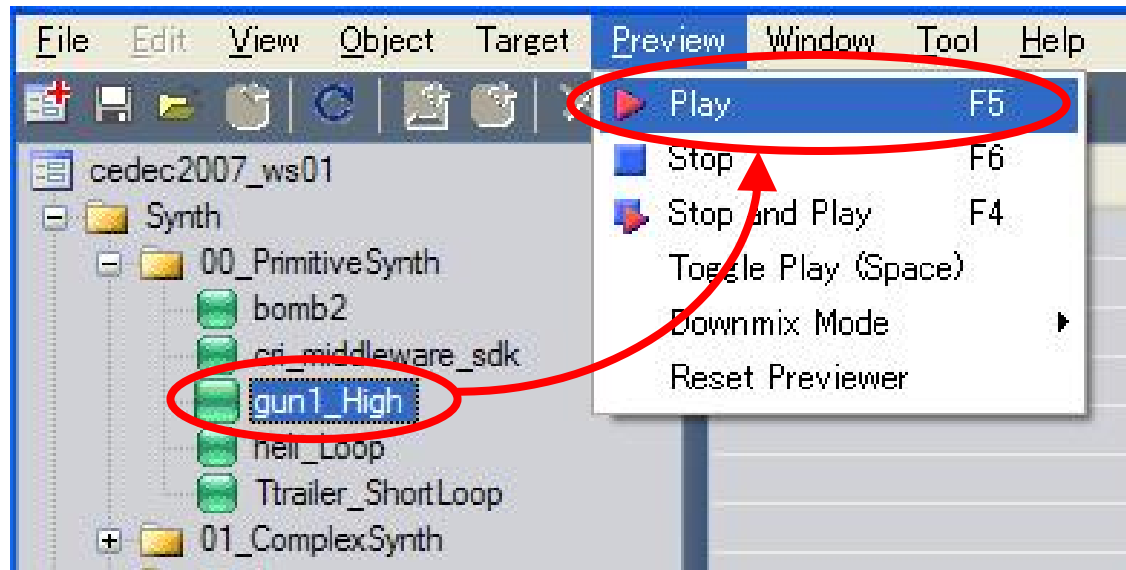 File Edit View Object Target Preview Window Tool Help
Play F5
Stop F6
Stop and Play F4
Toggle Play (Space)
Downmix Mode
Reset Previewer
cedec2007_ws01
Synth
00_PrimitiveSynth
bomb2
cri_middleware_sdk
gun1_High
heli_Loop
Ttrailer_ShortLoop
01_ComplexSynth